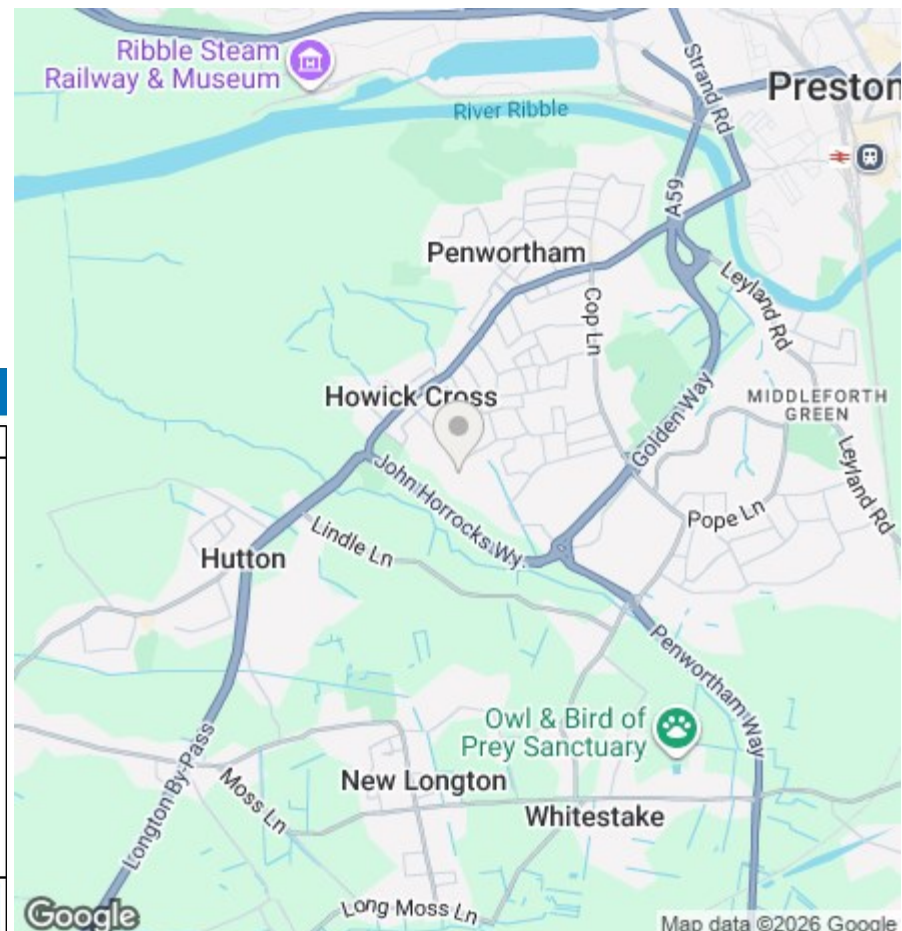 Ribble Steam
Railway & Museum
Strand Rd
Preston
River Ribble
A59
Penwortham
Leyland Rd
Cop Ln
Howick Cross
MIDDLEFORTH
GREEN
Golden Way
Leyland Rd
John Horrocks Wy.
Pope Ln
Lindle Ln
Hutton
Penwortham Way
Owl & Bird of
Prey Sanctuary
Longton By-Pass
New Longton
Moss Ln
Whitestake
Long Moss Ln
Google
Map data ©2026 Google